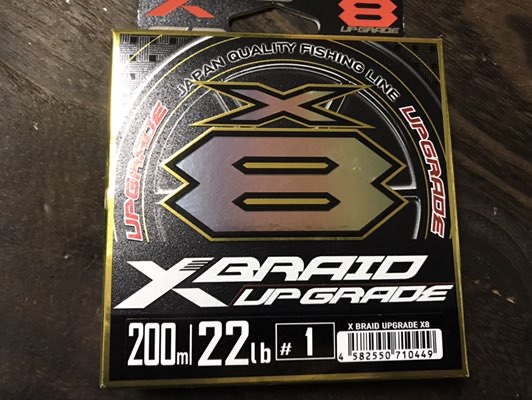 X 8
UPGRADE
JAPAN QUALITY FISHING LINE
UPGRADE
UPGRADE
X
8
X BRAID
UPGRADE
200m 22lb #1
X BRAID UPGRADE X8
4 582550 710449